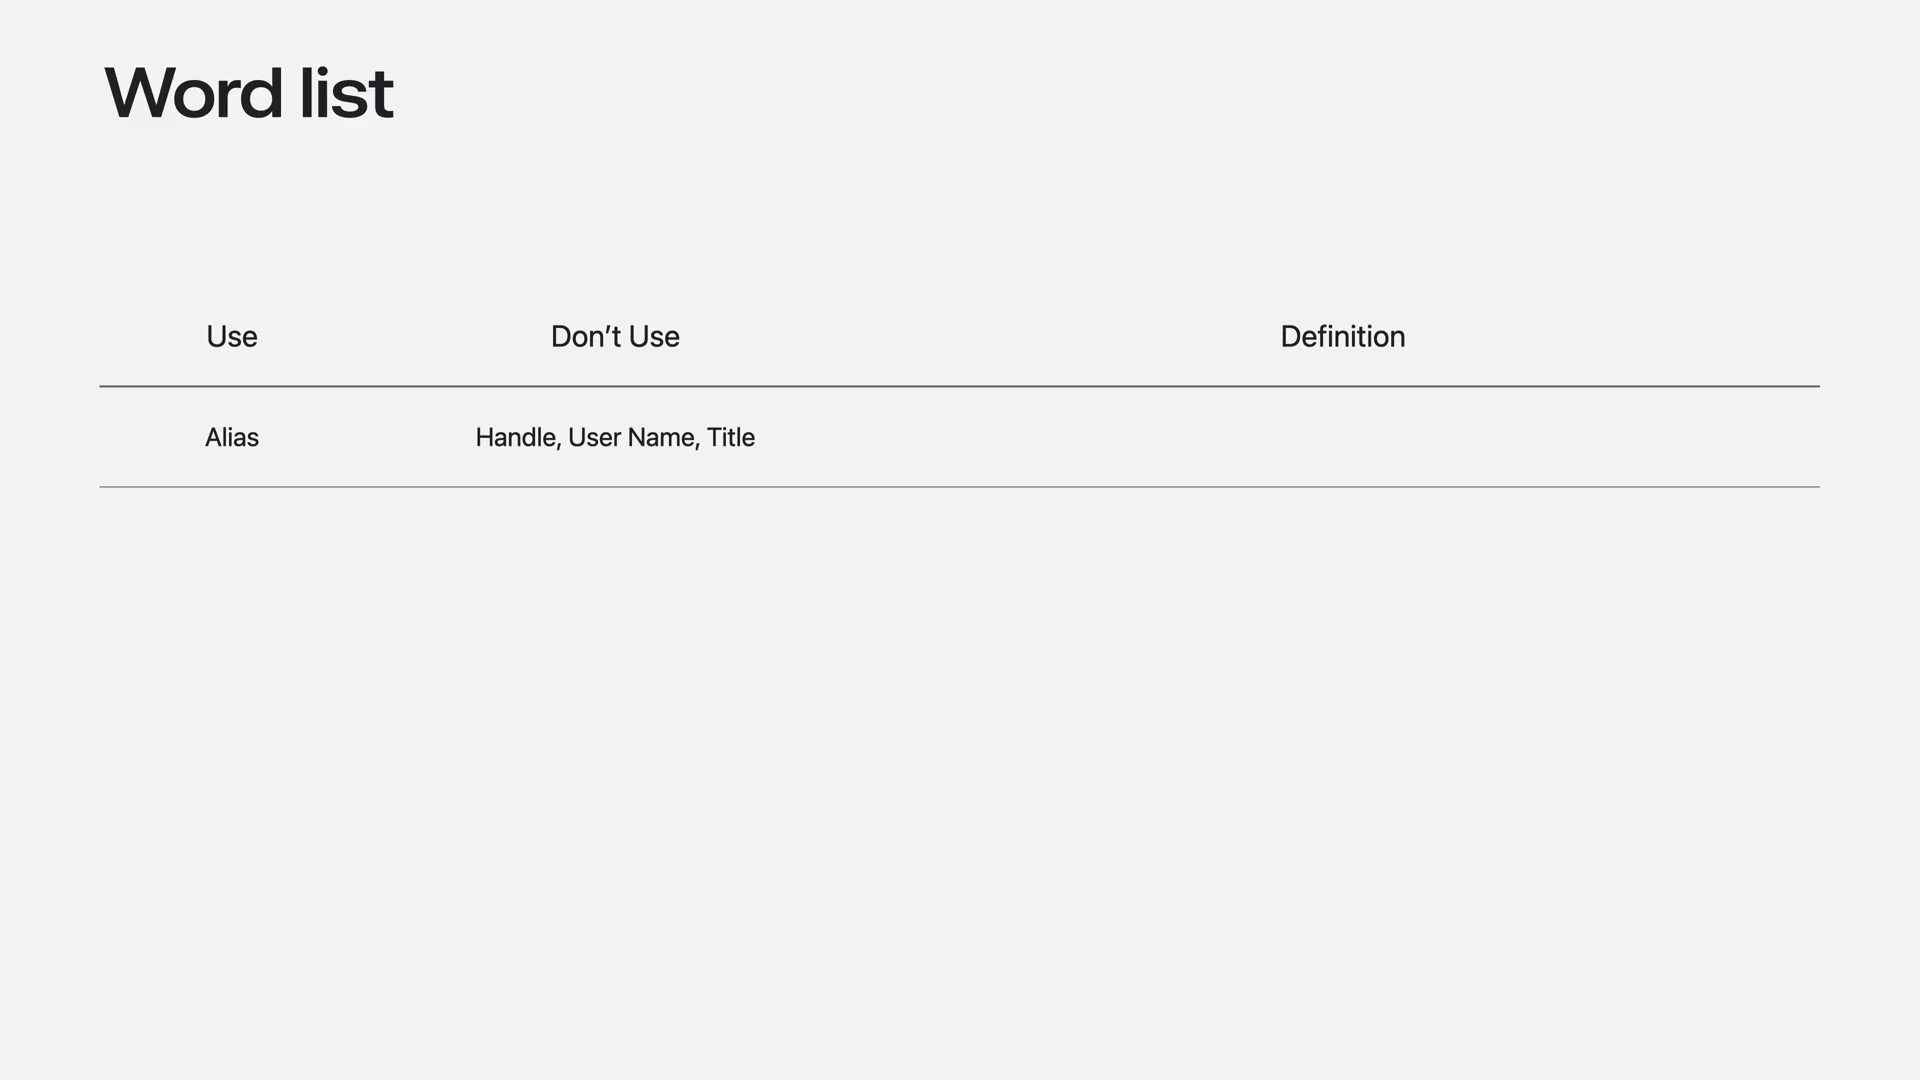 Word list
Use Don’t Use Definition
Alias Handle, User Name, Title